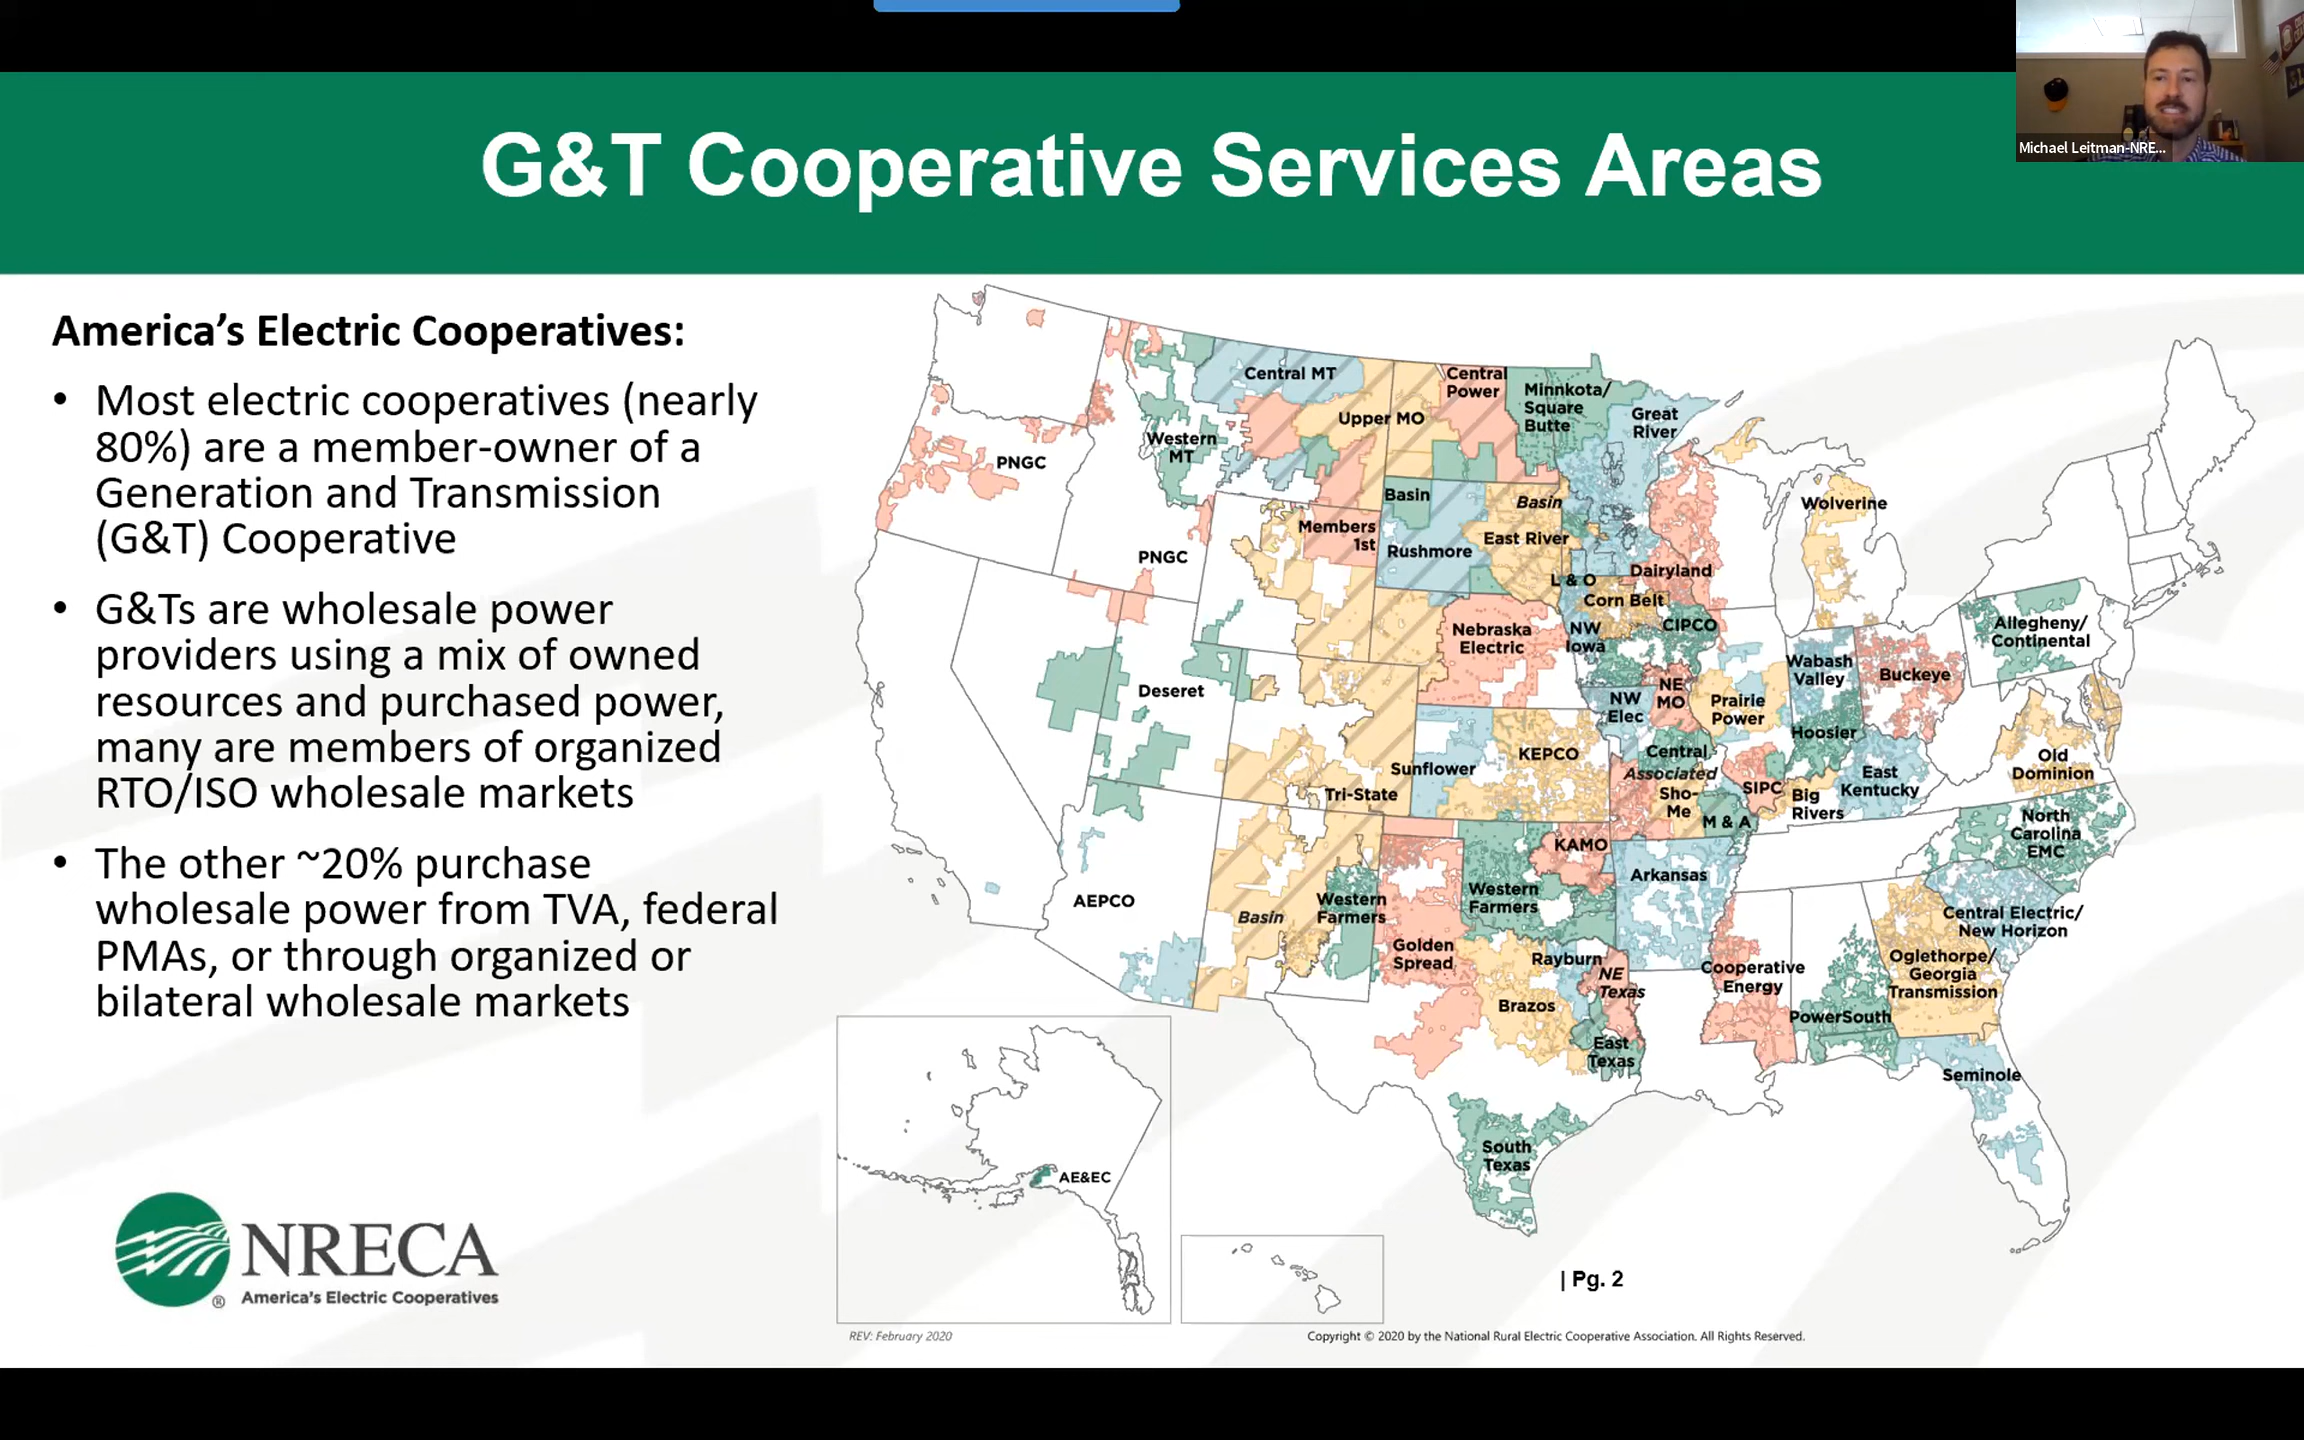 Michael Leitman-NRE...
G&T Cooperative Services Areas
America's Electric Cooperatives:
• Most electric cooperatives (nearly
80%) are a member-owner of a
Generation and Transmission
(G&T) Cooperative
• G&Ts are wholesale power
providers using a mix of owned
resources and purchased power,
many are members of organized
RTO/ISO wholesale markets
• The other ~20% purchase
wholesale power from TVA, federal
PMAs, or through organized or
bilateral wholesale markets
NRECA
®
America's Electric Cooperatives
Central MT
Central
Power
Upper MO
Minnkota/
Square
Butte
Great
River
Western
MT
PNGC
PNGC
Basin
Basin
Members
1st
Rushmore
East River
Wolverine
L & O
Dairyland
Corn Belt
CIPCO
NW
Iowa
Nebraska
Electric
Allegheny/
Continental
Wabash
Valley
Buckeye
Deseret
NE
MO
NW
Elec
Prairie
Power
Hoosier
KEPCO
Central
Sunflower
Associated
Tri-State
Sho-
Me
SIPC
Big
Rivers
East
Kentucky
Old
Dominion
M & A
North
Carolina
EMC
KAMO
Arkansas
AEPCO
Western
Farmers
Western
Farmers
Basin
Central Electric/
New Horizon
Golden
Spread
Rayburn
NE
Texas
Cooperative
Energy
Oglethorpe/
Georgia
Transmission
Brazos
PowerSouth
East
Texas
Seminole
South
Texas
AE&EC
| Pg. 2
REV: February 2020
Copyright © 2020 by the National Rural Electric Cooperative Association. All Rights Reserved.